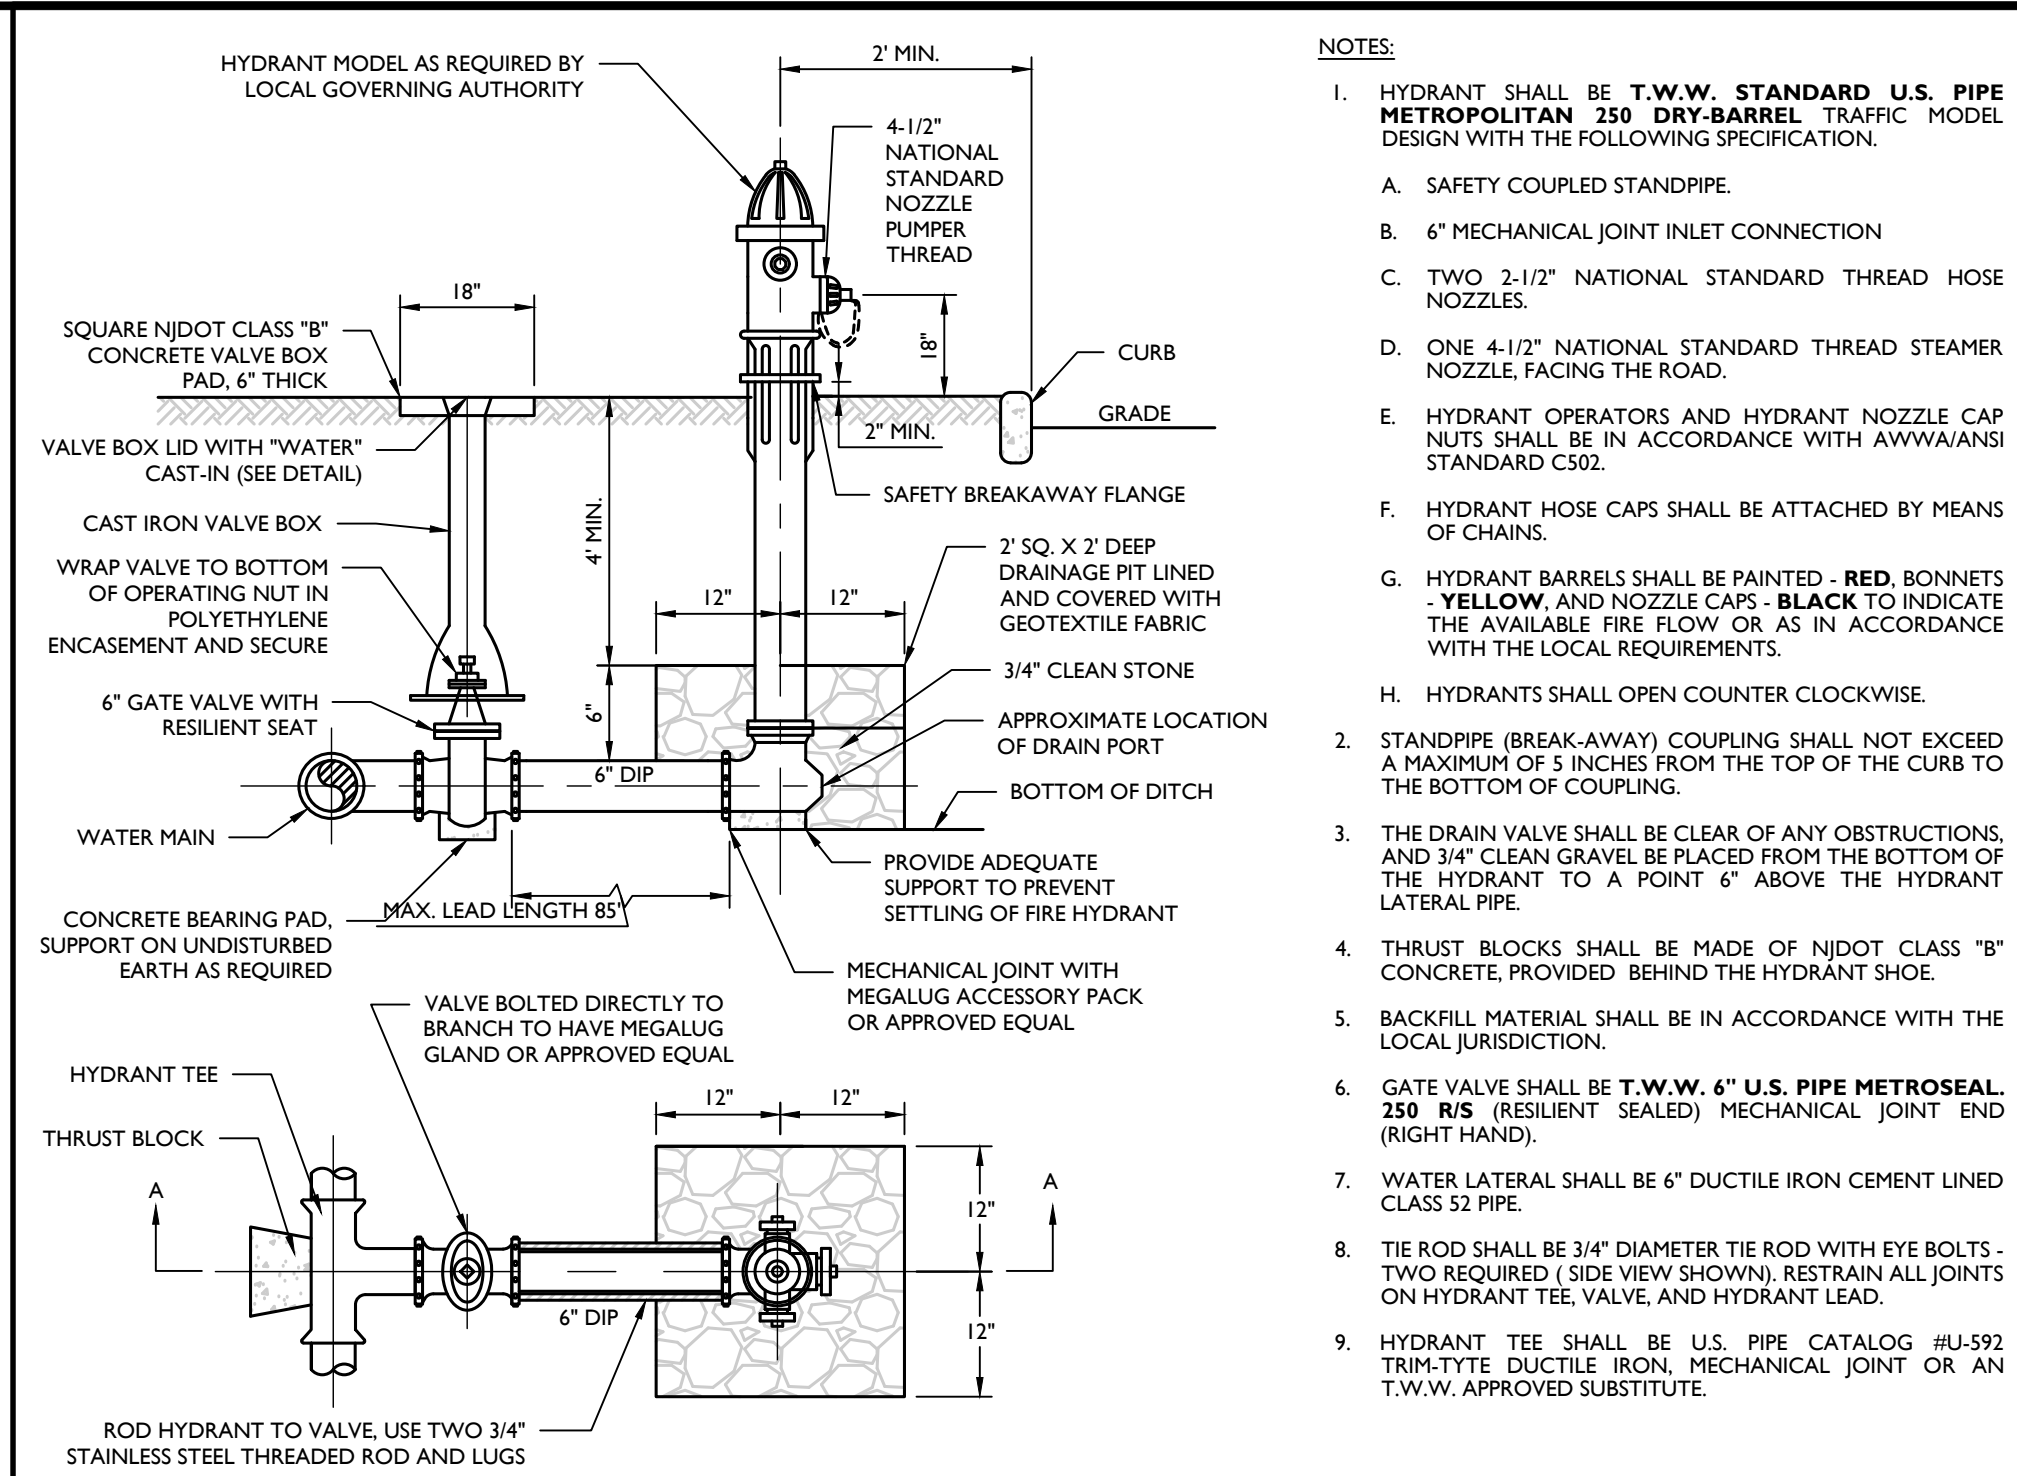 HYDRANT MODEL AS REQUIRED BY
LOCAL GOVERNING AUTHORITY
2' MIN.
4-1/2"
NATIONAL
STANDARD
NOZZLE
PUMPER
THREAD
18"
SQUARE NJDOT CLASS "B"
CONCRETE VALVE BOX
PAD, 6" THICK
18"
CURB
GRADE
2" MIN.
VALVE BOX LID WITH "WATER"
CAST-IN (SEE DETAIL)
SAFETY BREAKAWAY FLANGE
CAST IRON VALVE BOX
4' MIN.
WRAP VALVE TO BOTTOM
OF OPERATING NUT IN
POLYETHYLENE
ENCASEMENT AND SECURE
2' SQ. X 2' DEEP
DRAINAGE PIT LINED
AND COVERED WITH
GEOTEXTILE FABRIC
12"
12"
3/4" CLEAN STONE
6" GATE VALVE WITH
RESILIENT SEAT
6"
APPROXIMATE LOCATION
OF DRAIN PORT
6" DIP
BOTTOM OF DITCH
WATER MAIN
PROVIDE ADEQUATE
SUPPORT TO PREVENT
SETTLING OF FIRE HYDRANT
MAX. LEAD LENGTH 85'
CONCRETE BEARING PAD,
SUPPORT ON UNDISTURBED
EARTH AS REQUIRED
MECHANICAL JOINT WITH
MEGALUG ACCESSORY PACK
OR APPROVED EQUAL
VALVE BOLTED DIRECTLY TO
BRANCH TO HAVE MEGALUG
GLAND OR APPROVED EQUAL
HYDRANT TEE
THRUST BLOCK
12"
12"
A
A
12"
12"
6" DIP
ROD HYDRANT TO VALVE, USE TWO 3/4"
STAINLESS STEEL THREADED ROD AND LUGS
NOTES:
1. HYDRANT SHALL BE T.W.W. STANDARD U.S. PIPE
METROPOLITAN 250 DRY-BARREL TRAFFIC MODEL
DESIGN WITH THE FOLLOWING SPECIFICATION.
A. SAFETY COUPLED STANDPIPE.
B. 6" MECHANICAL JOINT INLET CONNECTION
C. TWO 2-1/2" NATIONAL STANDARD THREAD HOSE
NOZZLES.
D. ONE 4-1/2" NATIONAL STANDARD THREAD STEAMER
NOZZLE, FACING THE ROAD.
E. HYDRANT OPERATORS AND HYDRANT NOZZLE CAP
NUTS SHALL BE IN ACCORDANCE WITH AWWA/ANSI
STANDARD C502.
F. HYDRANT HOSE CAPS SHALL BE ATTACHED BY MEANS
OF CHAINS.
G. HYDRANT BARRELS SHALL BE PAINTED - RED, BONNETS
- YELLOW, AND NOZZLE CAPS - BLACK TO INDICATE
THE AVAILABLE FIRE FLOW OR AS IN ACCORDANCE
WITH THE LOCAL REQUIREMENTS.
H. HYDRANTS SHALL OPEN COUNTER CLOCKWISE.
2. STANDPIPE (BREAK-AWAY) COUPLING SHALL NOT EXCEED
A MAXIMUM OF 5 INCHES FROM THE TOP OF THE CURB TO
THE BOTTOM OF COUPLING.
3. THE DRAIN VALVE SHALL BE CLEAR OF ANY OBSTRUCTIONS,
AND 3/4" CLEAN GRAVEL BE PLACED FROM THE BOTTOM OF
THE HYDRANT TO A POINT 6" ABOVE THE HYDRANT
LATERAL PIPE.
4. THRUST BLOCKS SHALL BE MADE OF NJDOT CLASS "B"
CONCRETE, PROVIDED BEHIND THE HYDRANT SHOE.
5. BACKFILL MATERIAL SHALL BE IN ACCORDANCE WITH THE
LOCAL JURISDICTION.
6. GATE VALVE SHALL BE T.W.W. 6" U.S. PIPE METROSEAL.
250 R/S (RESILIENT SEALED) MECHANICAL JOINT END
(RIGHT HAND).
7. WATER LATERAL SHALL BE 6" DUCTILE IRON CEMENT LINED
CLASS 52 PIPE.
8. TIE ROD SHALL BE 3/4" DIAMETER TIE ROD WITH EYE BOLTS -
TWO REQUIRED ( SIDE VIEW SHOWN). RESTRAIN ALL JOINTS
ON HYDRANT TEE, VALVE, AND HYDRANT LEAD.
9. HYDRANT TEE SHALL BE U.S. PIPE CATALOG #U-592
TRIM-TYTE DUCTILE IRON, MECHANICAL JOINT OR AN
T.W.W. APPROVED SUBSTITUTE.